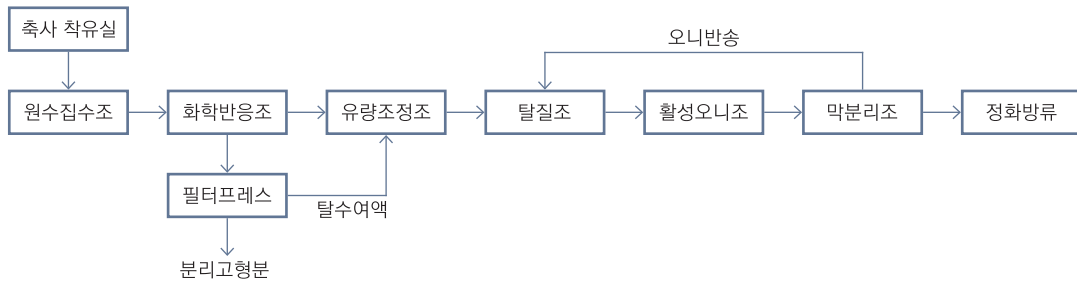 축사 착유실
오니반송
원수집수조
화학반응조
유량조정조
탈질조
활성오니조
막분리조
정화방류
필터프레스
탈수여액
분리고형분